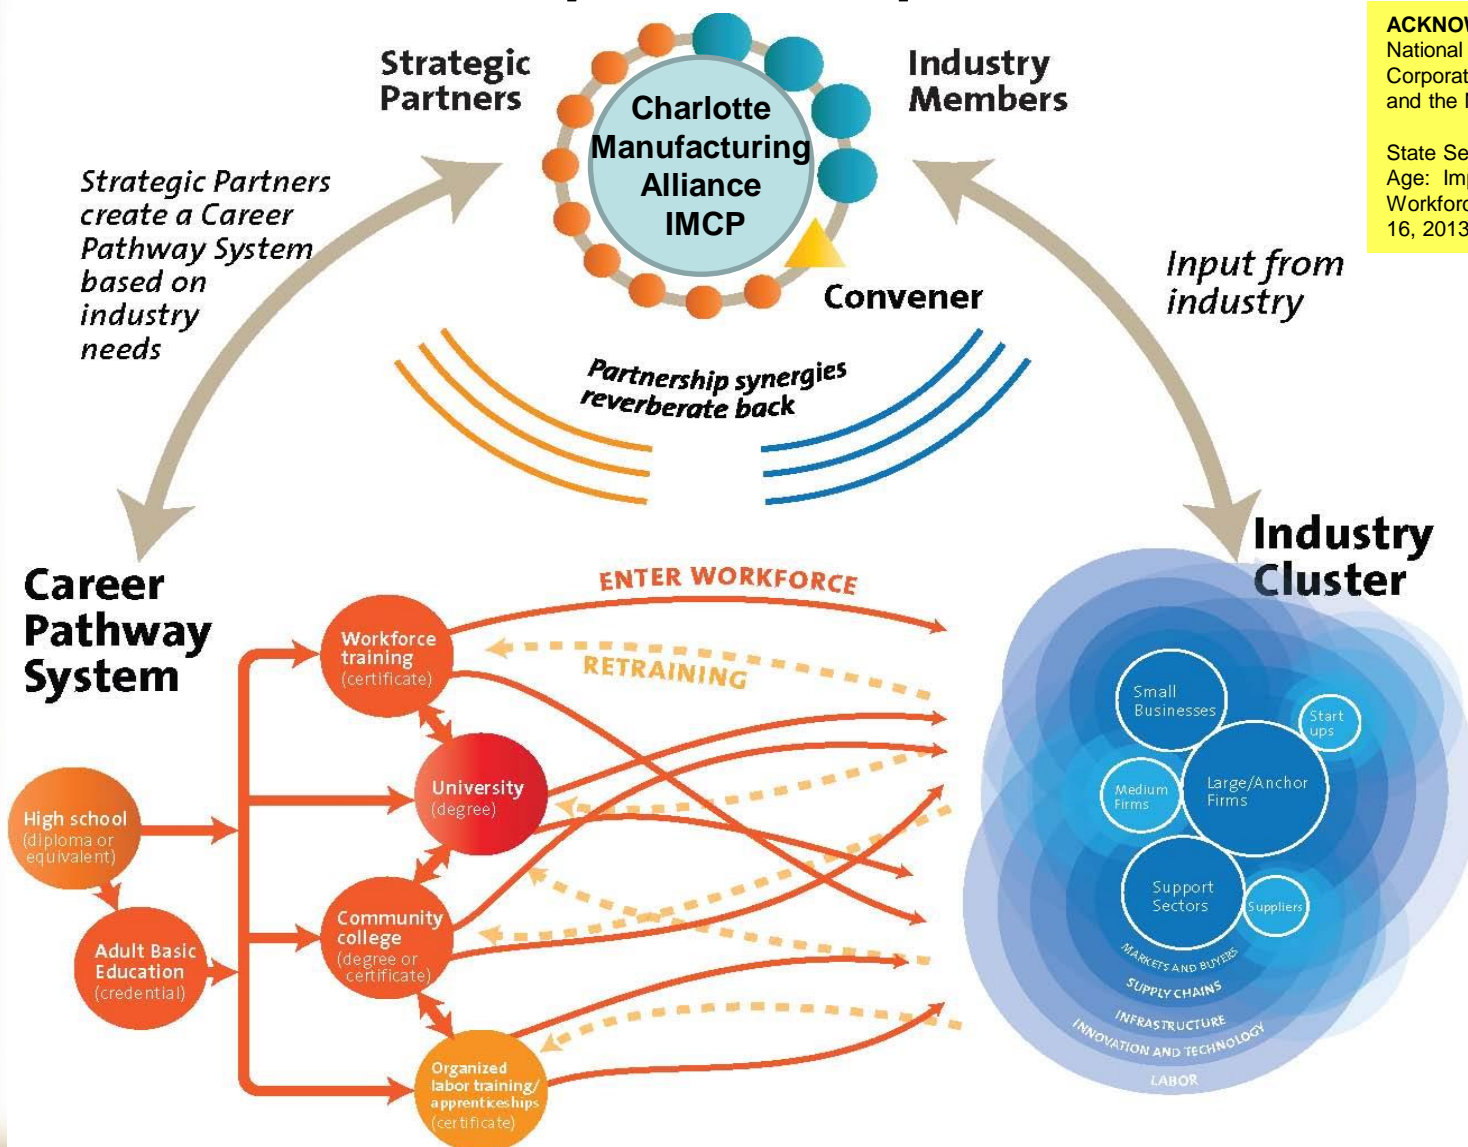 Strategic
Partners
Industry
Members
Charlotte
Manufacturing
Alliance
IMCP
Convener
Strategic Partners
create a Career
Pathway System
based on
industry
needs
Input from
industry
Partnership synergies
reverberate back
ACKNOW
National
Corporat
and the
State Se
Age: Imp
Workforc
16, 2013
Career
Pathway
System
Industry
Cluster
ENTER WORKFORCE
RETRAINING
Workforce
training
(certificate)
University
(degree)
High school
(diploma or
equivalent)
Community
college
(degree or
certificate)
Adult Basic
Education
(credential)
Organized
labor training/
apprenticeships
(certificate)
Small
Businesses
Start
ups
Medium
Firms
Large/Anchor
Firms
Support
Sectors
Suppliers
MARKETS AND BUYERS
SUPPLY CHAINS
INFRASTRUCTURE
INNOVATION AND TECHNOLOGY
LABOR